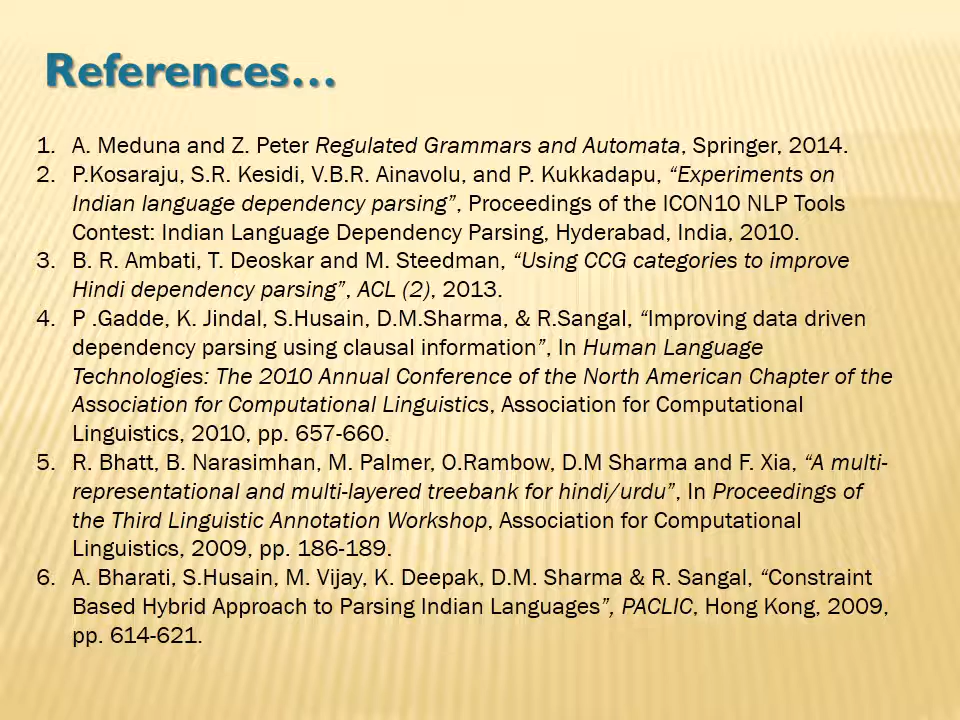 References…
1. A. Meduna and Z. Peter Regulated Grammars and Automata, Springer, 2014.
2. P.Kosaraju, S.R. Kesidi, V.B.R. Ainavolu, and P. Kukkadapu, “Experiments on
Indian language dependency parsing”, Proceedings of the ICON10 NLP Tools
Contest: Indian Language Dependency Parsing, Hyderabad, India, 2010.
3. B. R. Ambati, T. Deoskar and M. Steedman, “Using CCG categories to improve
Hindi dependency parsing”, ACL (2), 2013.
4. P .Gadde, K. Jindal, S.Husain, D.M.Sharma, & R.Sangal, “Improving data driven
dependency parsing using clausal information”, In Human Language
Technologies: The 2010 Annual Conference of the North American Chapter of the
Association for Computational Linguistics, Association for Computational
Linguistics, 2010, pp. 657-660.
5. R. Bhatt, B. Narasimhan, M. Palmer, O.Rambow, D.M Sharma and F. Xia, “A multi-
representational and multi-layered treebank for hindi/urdu”, In Proceedings of
the Third Linguistic Annotation Workshop, Association for Computational
Linguistics, 2009, pp. 186-189.
6. A. Bharati, S.Husain, M. Vijay, K. Deepak, D.M. Sharma & R. Sangal, “Constraint
Based Hybrid Approach to Parsing Indian Languages”, PACLIC, Hong Kong, 2009,
pp. 614-621.